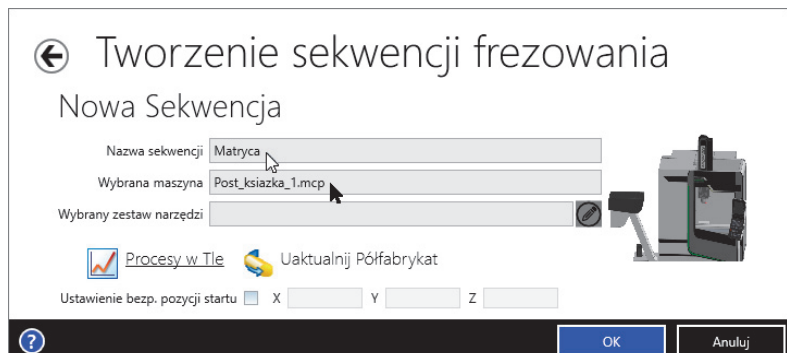 Tworzenie sekwencji frezowania
Nowa Sekwencja
Nazwa sekwencji Matryca
Wybrana maszyna Post_ksiazka_1.mcp
Wybrany zestaw narzędzi
Procesy w Tle Uaktualnij Półfabrykat
Ustawienie bezp. pozycji startu X Y Z
? OK Anuluj